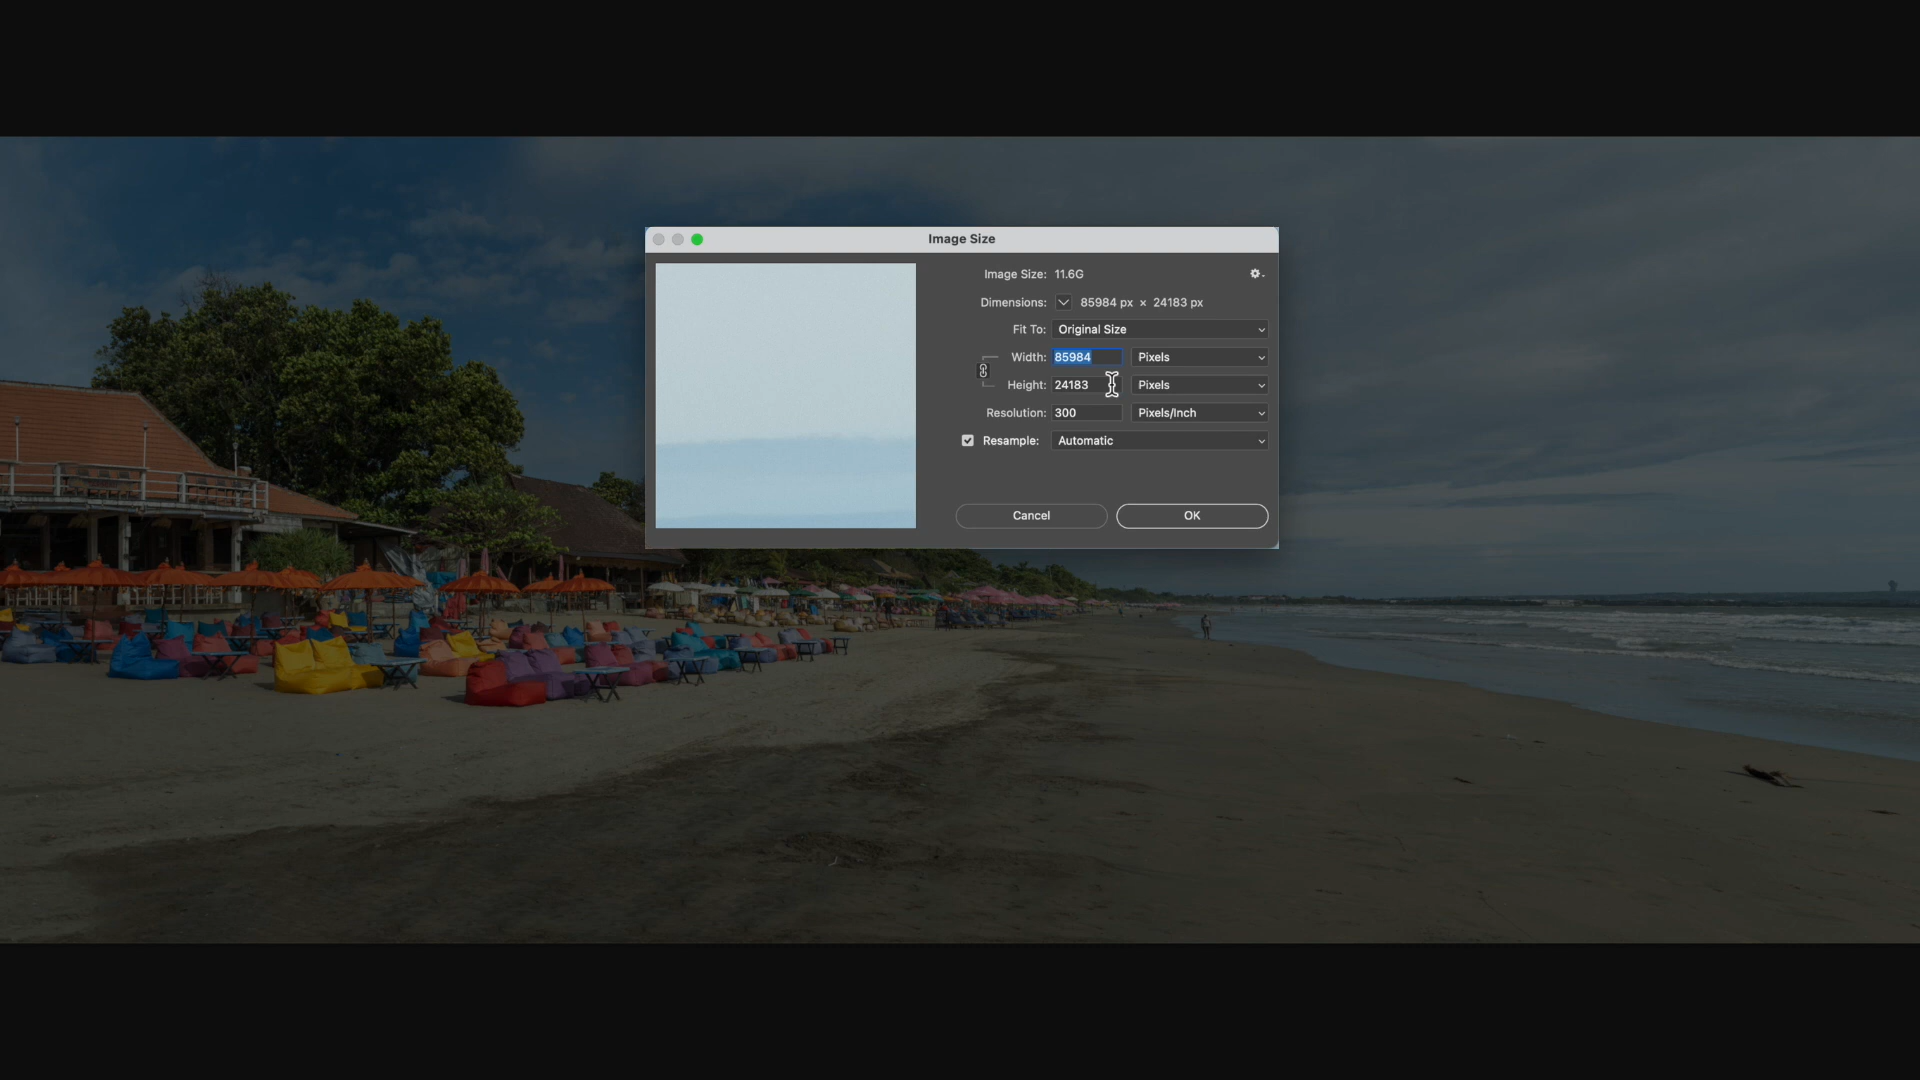 Image Size
Image Size: 11.6G
Dimensions: 85984 px × 24183 px
Fit To: Original Size
Width: 85984 Pixels
Height: 24183 Pixels
Resolution: 300 Pixels/Inch
Resample: Automatic
Cancel OK